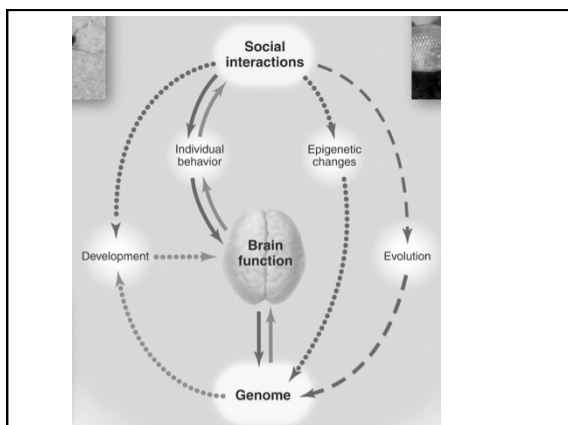 Social
interactions
Individual
behavior
Epigenetic
changes
Development
Brain
function
Evolution
Genome